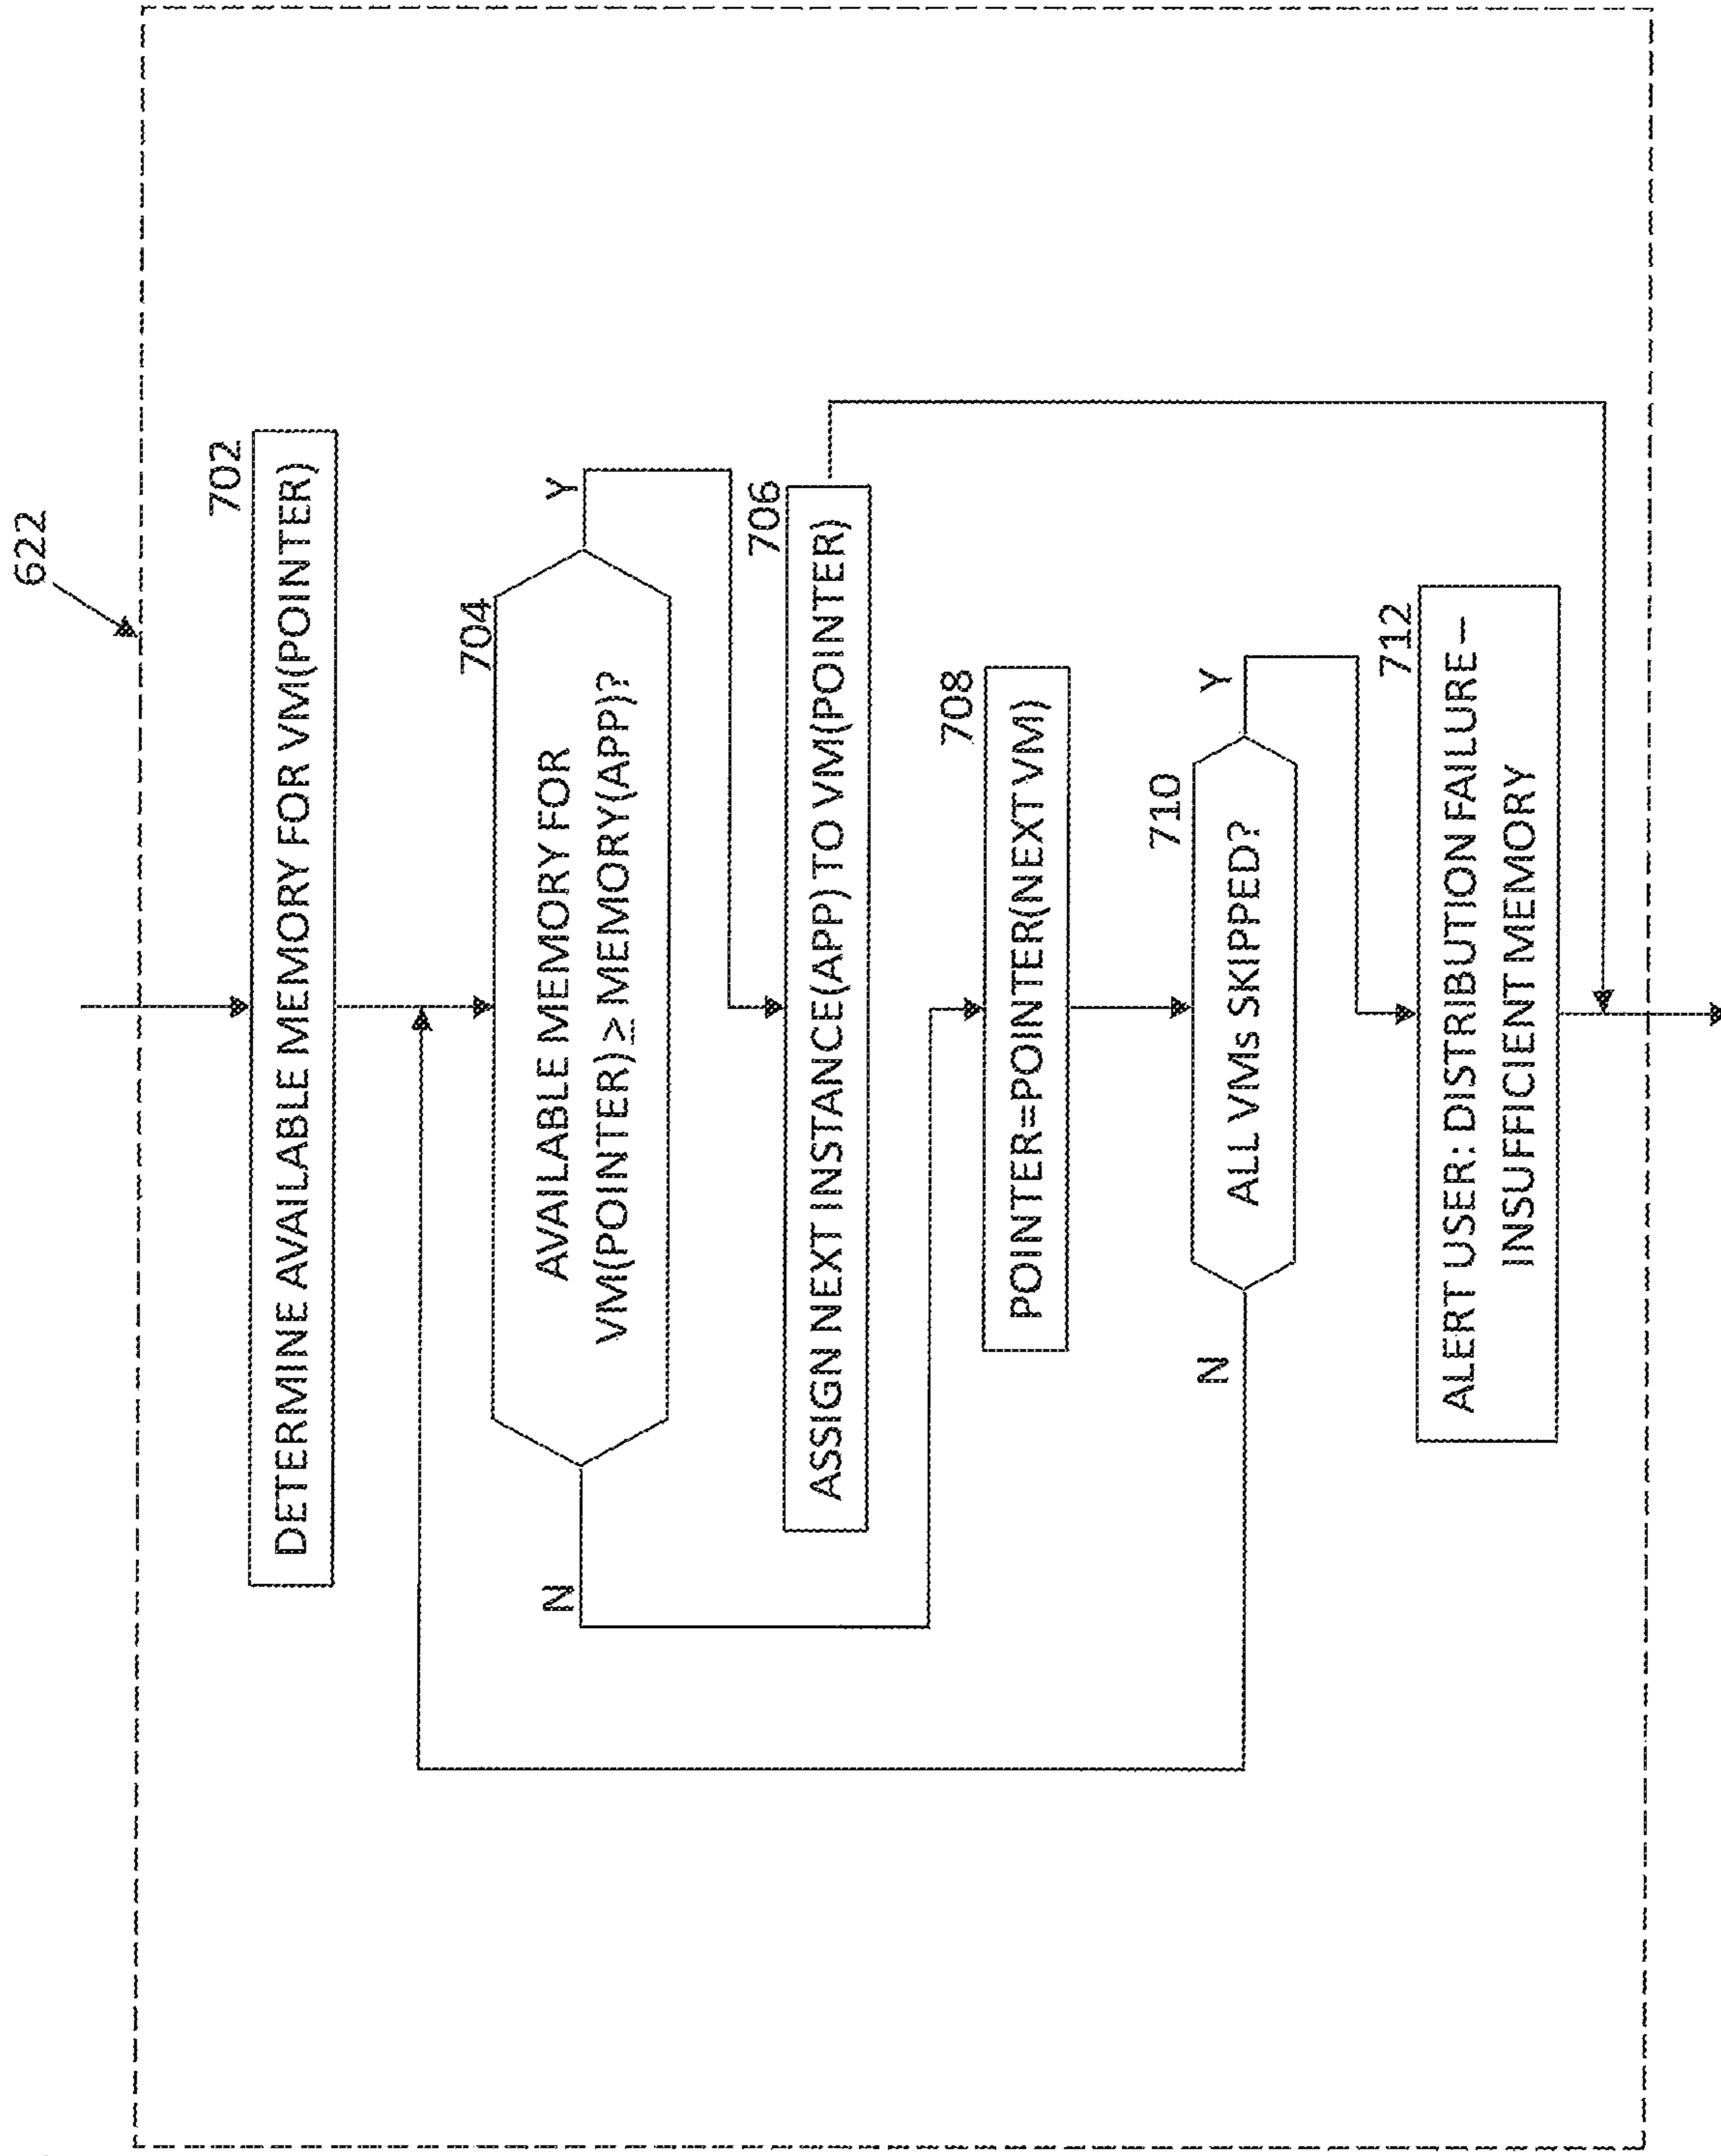 622
702
DETERMINE AVAILABLE MEMORY FOR VM(POINTER)
704
AVAILABLE MEMORY FOR
VM(POINTER) ≥ MEMORY(APP)?
Y
N
706
ASSIGN NEXT INSTANCE(APP) TO VM(POINTER)
708
POINTER=POINTER(NEXT VM)
710
ALL VMs SKIPPED?
Y
N
712
ALERT USER: DISTRIBUTION FAILURE –
INSUFFICIENT MEMORY